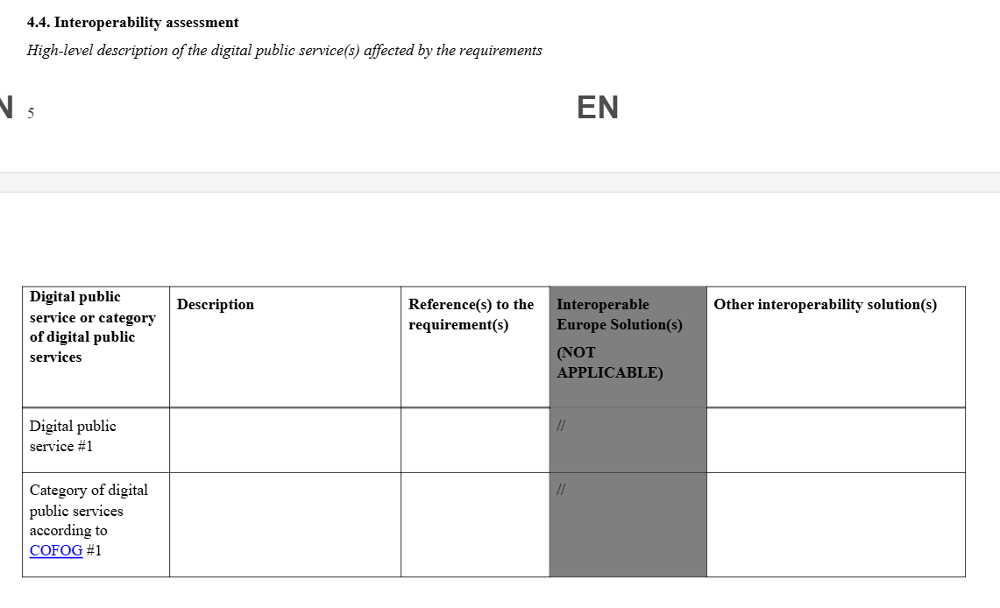 4.4. Interoperability assessment
High-level description of the digital public service(s) affected by the requirements
N 5 EN
Digital public
service or category
of digital public
services
Description
Reference(s) to the
requirement(s)
Interoperable
Europe Solution(s)
(NOT
APPLICABLE)
Other interoperability solution(s)
Digital public
service #1
//
Category of digital
public services
according to
COFOG #1
//